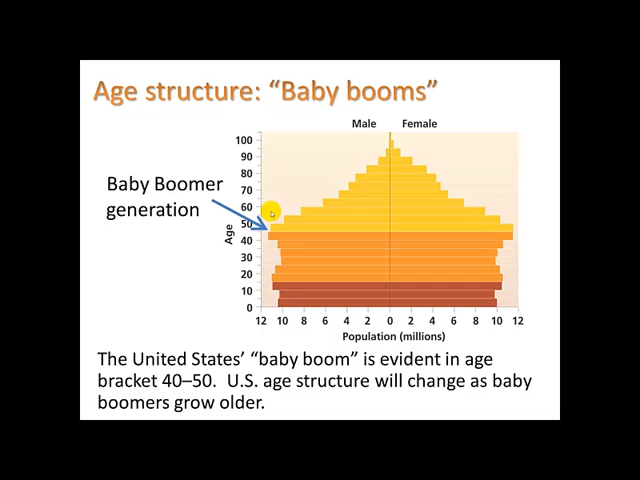 Age structure: “Baby booms”
Male Female
Baby Boomer
generation
Age
100
90
80
70
60
50
40
30
20
10
0
12 10 8 6 4 2 0 2 4 6 8 10 12
Population (millions)
The United States’ “baby boom” is evident in age
bracket 40–50.  U.S. age structure will change as baby
boomers grow older.